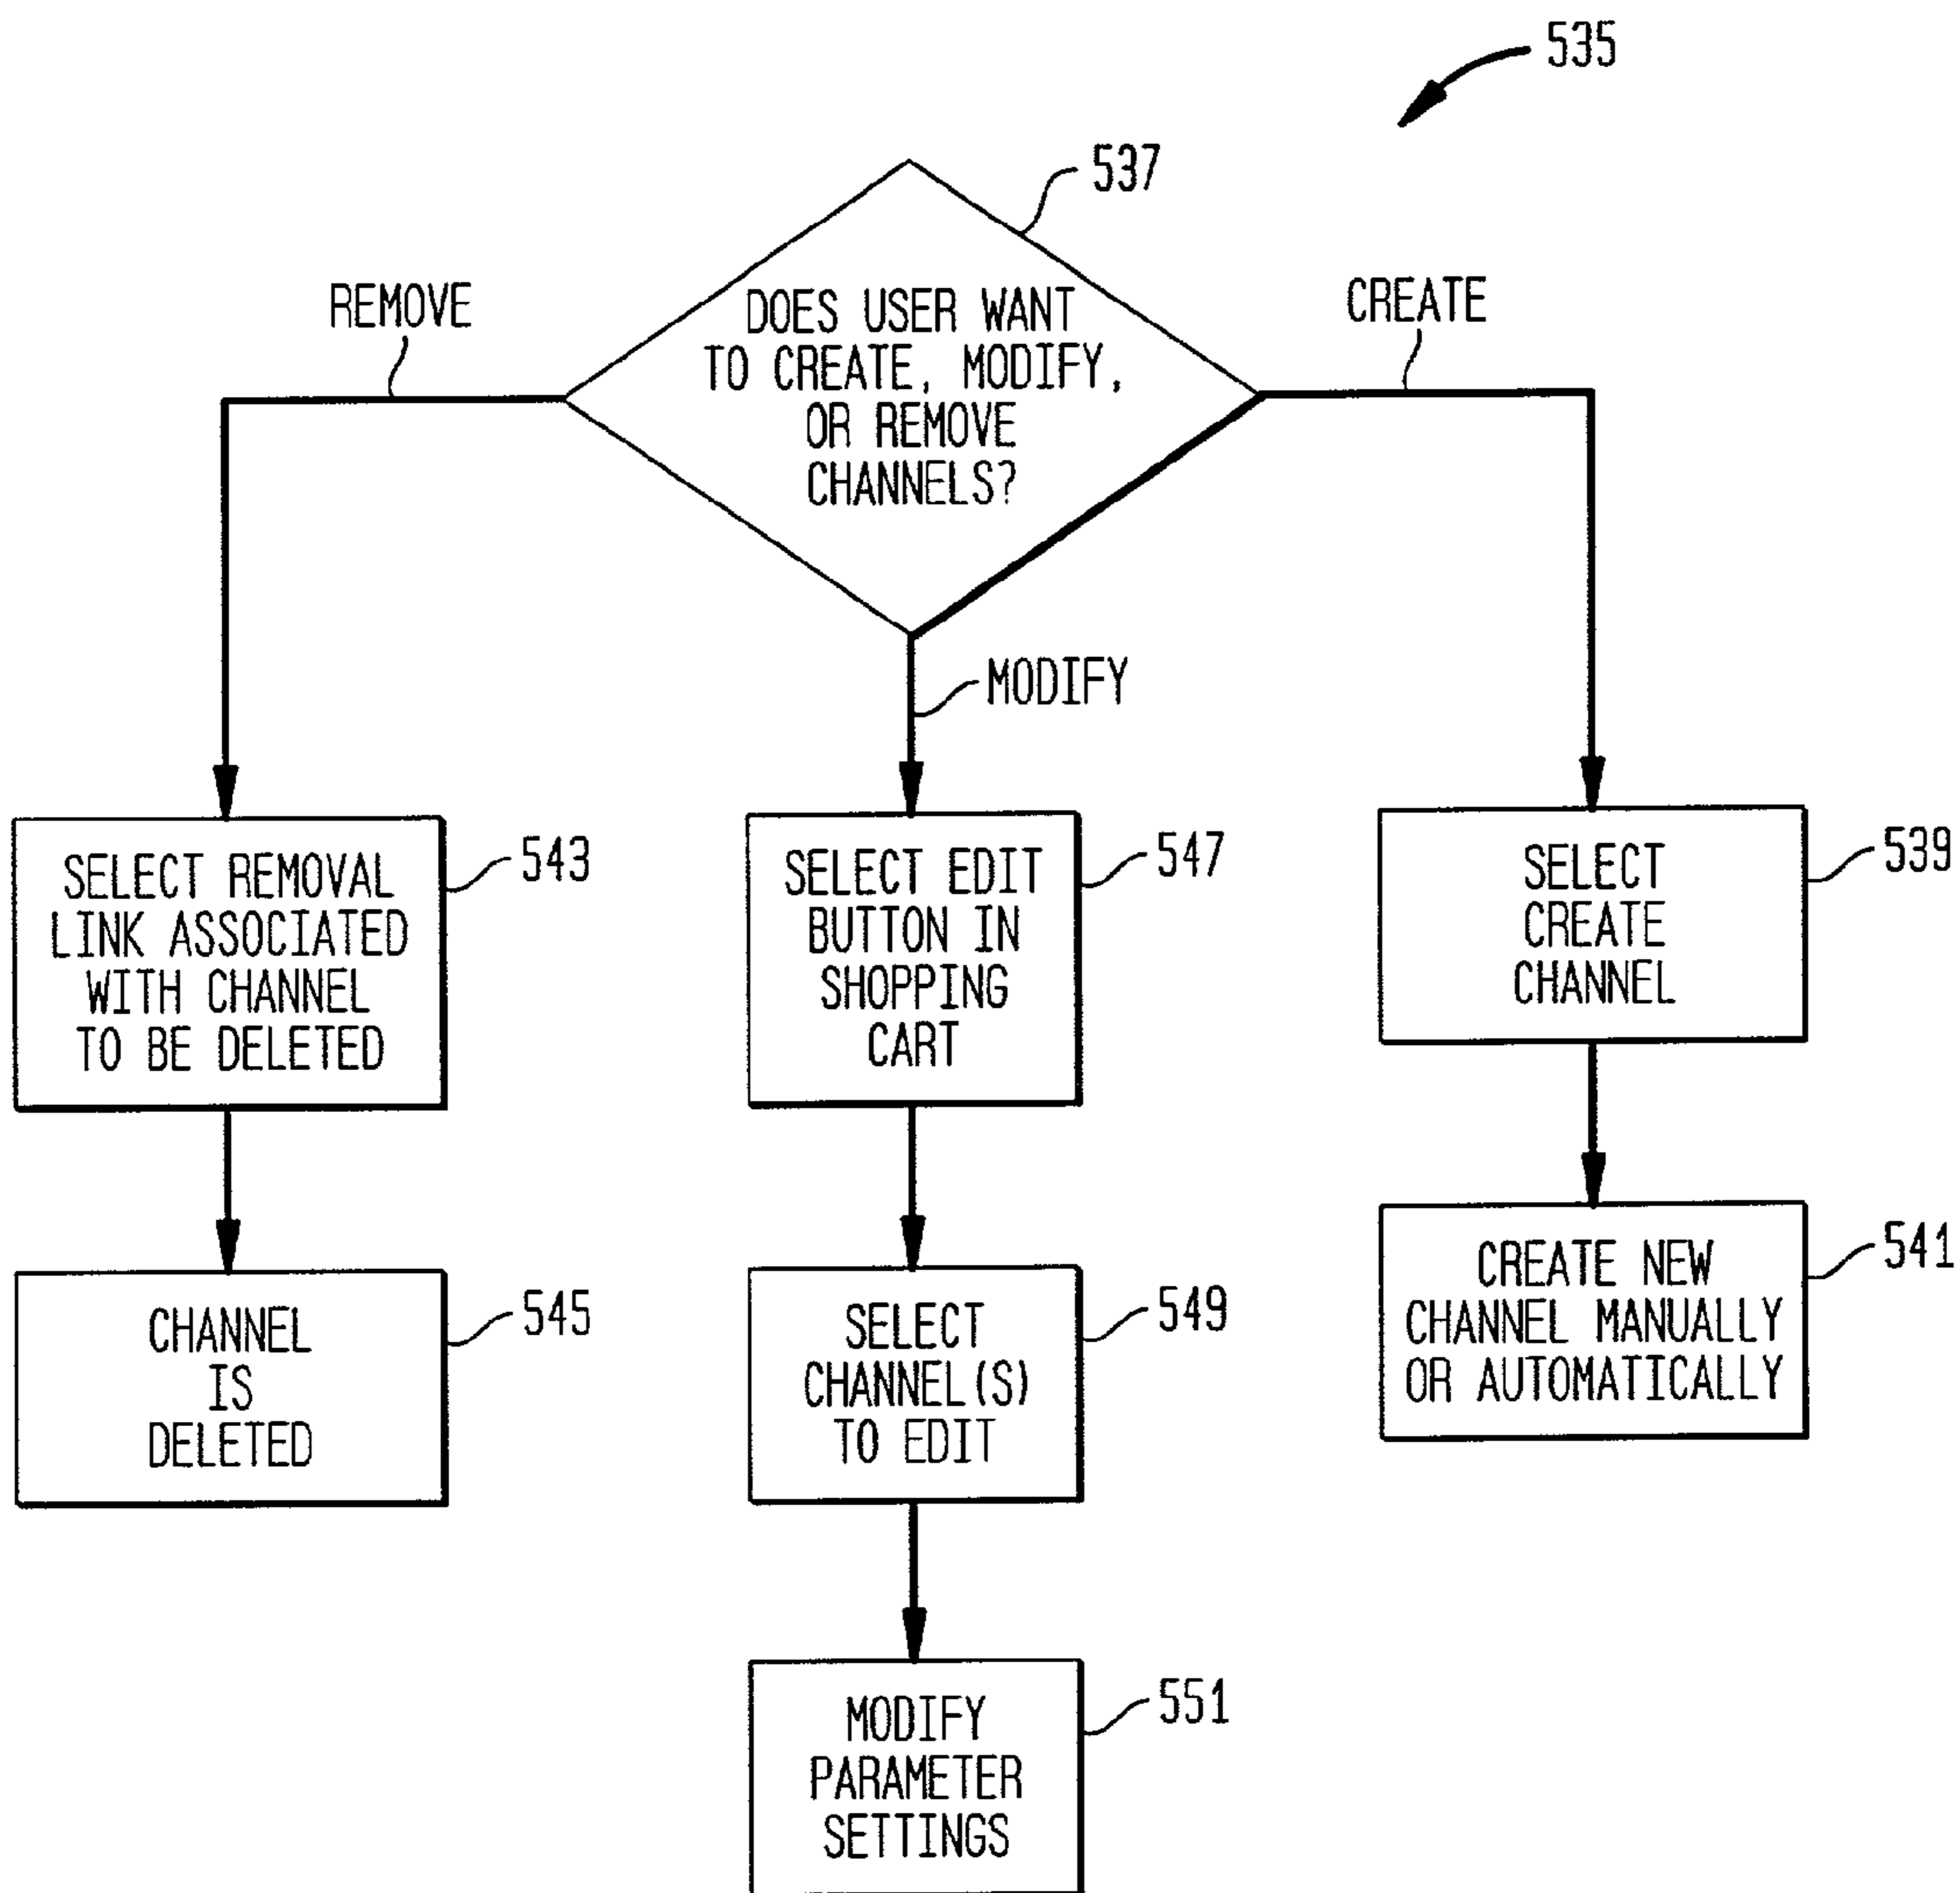 535
537
REMOVE
CREATE
DOES USER WANT
TO CREATE, MODIFY,
OR REMOVE
CHANNELS?
MODIFY
SELECT REMOVAL
LINK ASSOCIATED
WITH CHANNEL
TO BE DELETED
543
SELECT EDIT
BUTTON IN
SHOPPING
CART
547
SELECT
CREATE
CHANNEL
539
CHANNEL
IS
DELETED
545
SELECT
CHANNEL(S)
TO EDIT
549
CREATE NEW
CHANNEL MANUALLY
OR AUTOMATICALLY
541
MODIFY
PARAMETER
SETTINGS
551